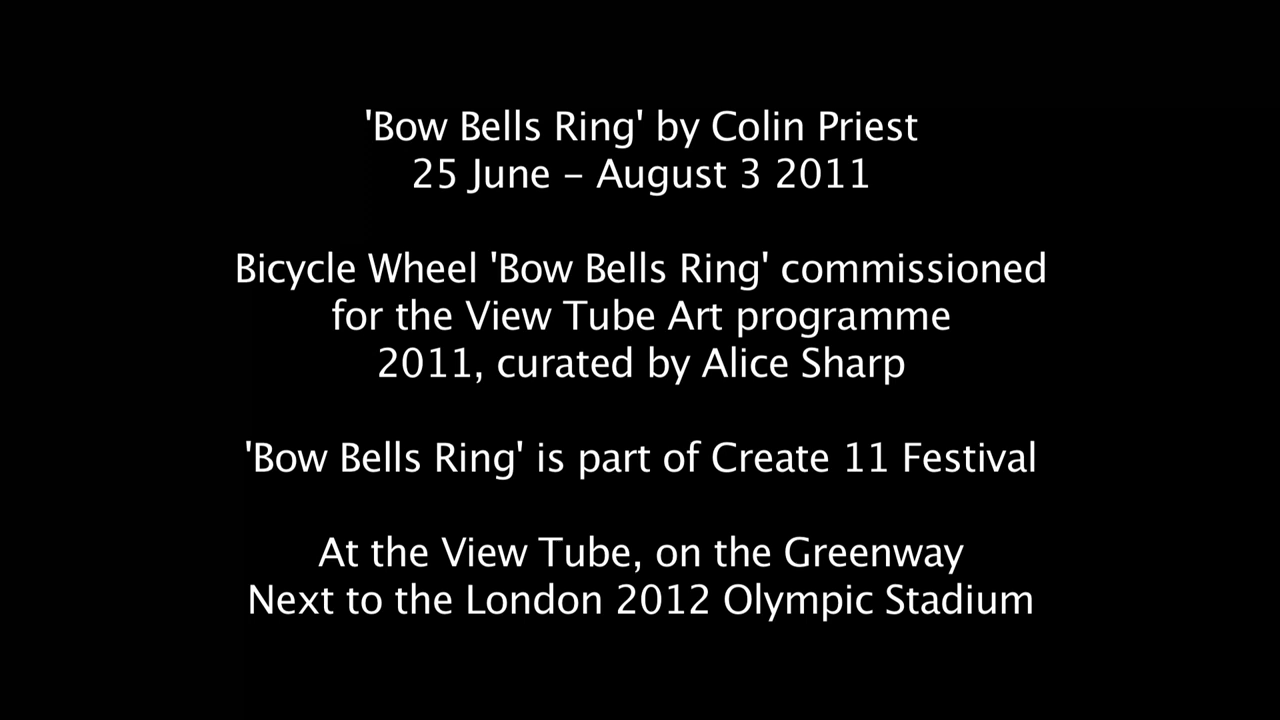 'Bow Bells Ring' by Colin Priest
25 June – August 3 2011
Bicycle Wheel 'Bow Bells Ring' commissioned
for the View Tube Art programme
2011, curated by Alice Sharp
'Bow Bells Ring' is part of Create 11 Festival
At the View Tube, on the Greenway
Next to the London 2012 Olympic Stadium